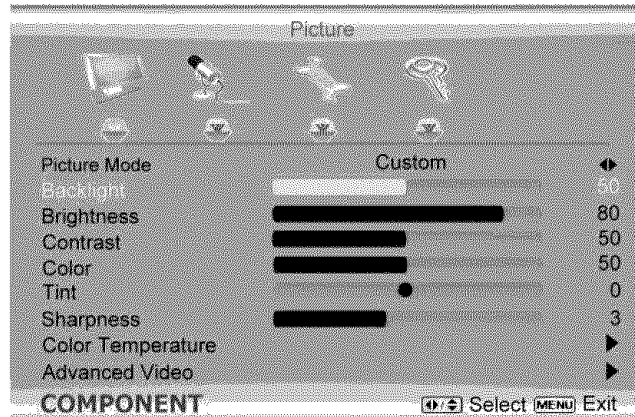 Picture
Picture Mode Custom
Backlight 50
Brightness 80
Contrast 50
Color 50
Tint 0
Sharpness 3
Color Temperature
Advanced Video
COMPONENT Select MENU Exit